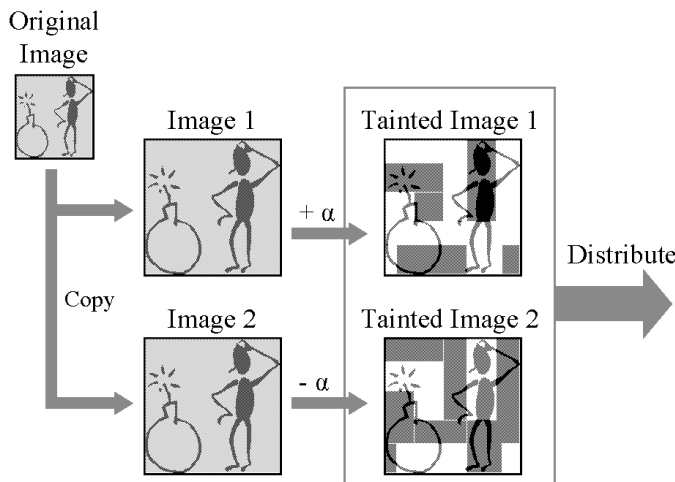 Original
Image
Image 1
Tainted Image 1
+ α
Distribute
Copy
Image 2
Tainted Image 2
- α